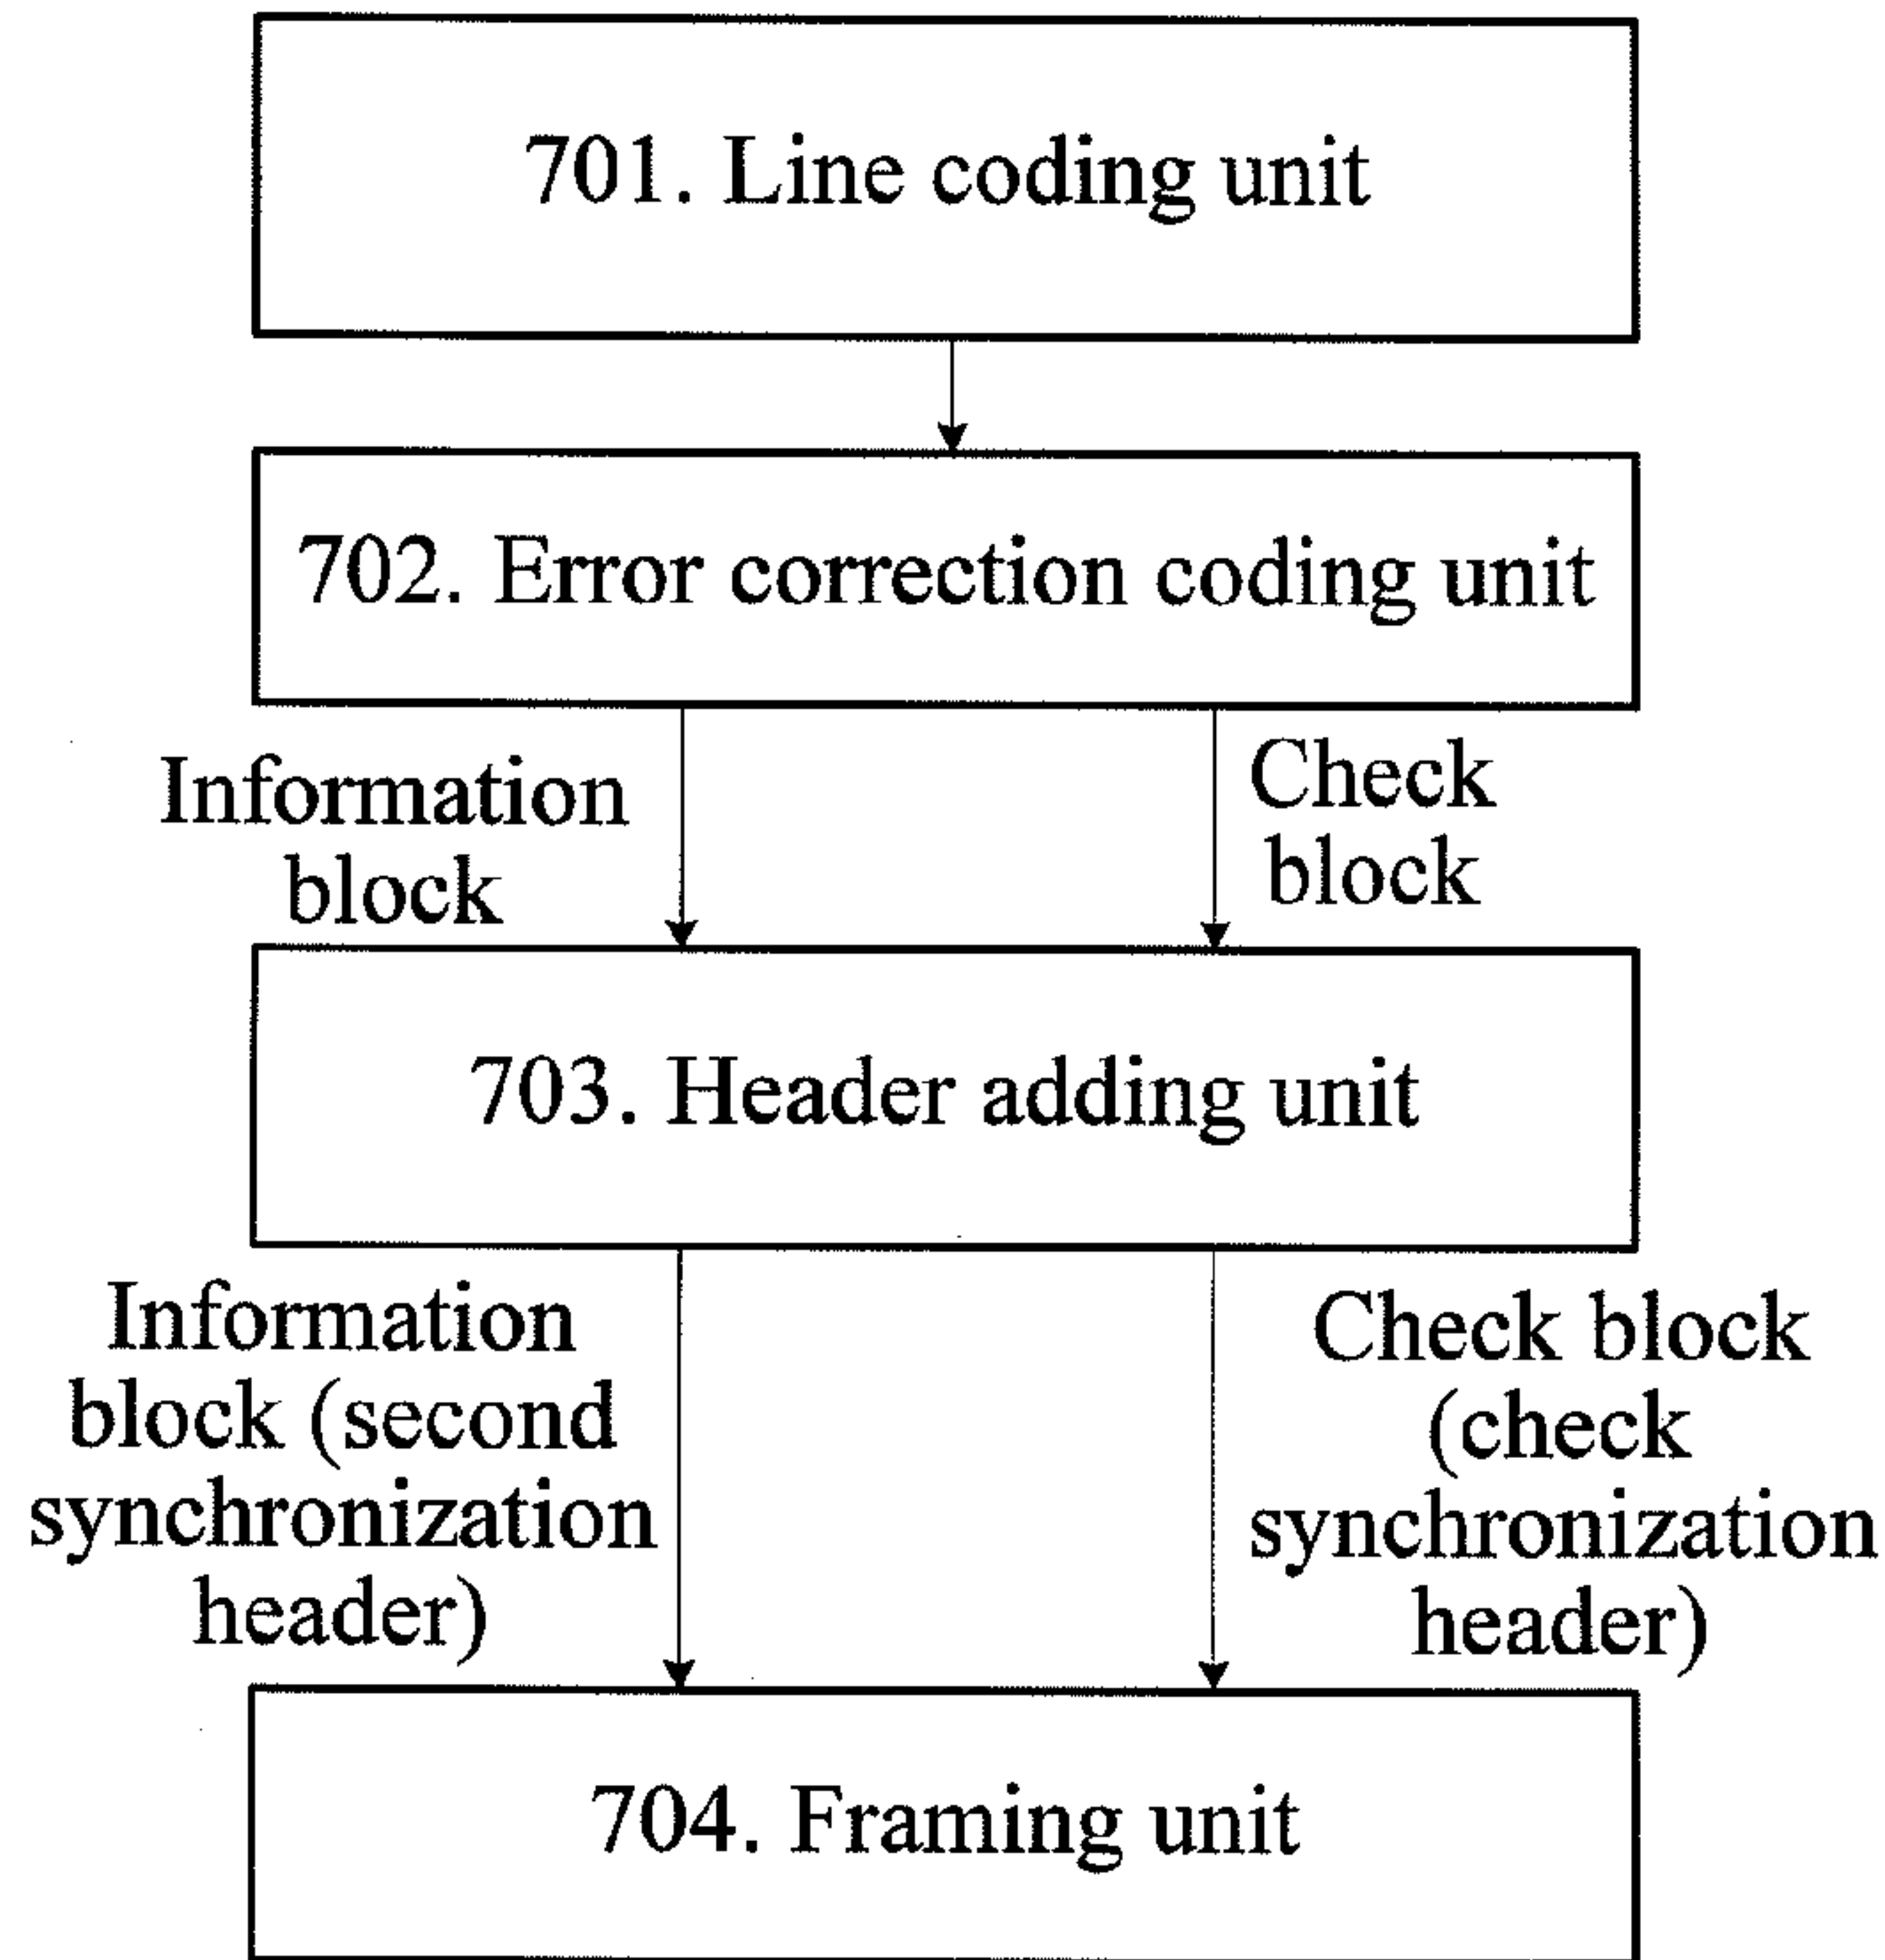 701. Line coding unit
702. Error correction coding unit
Information
block
Check
block
703. Header adding unit
Information
block (second
synchronization
header)
Check block
(check
synchronization
header)
704. Framing unit